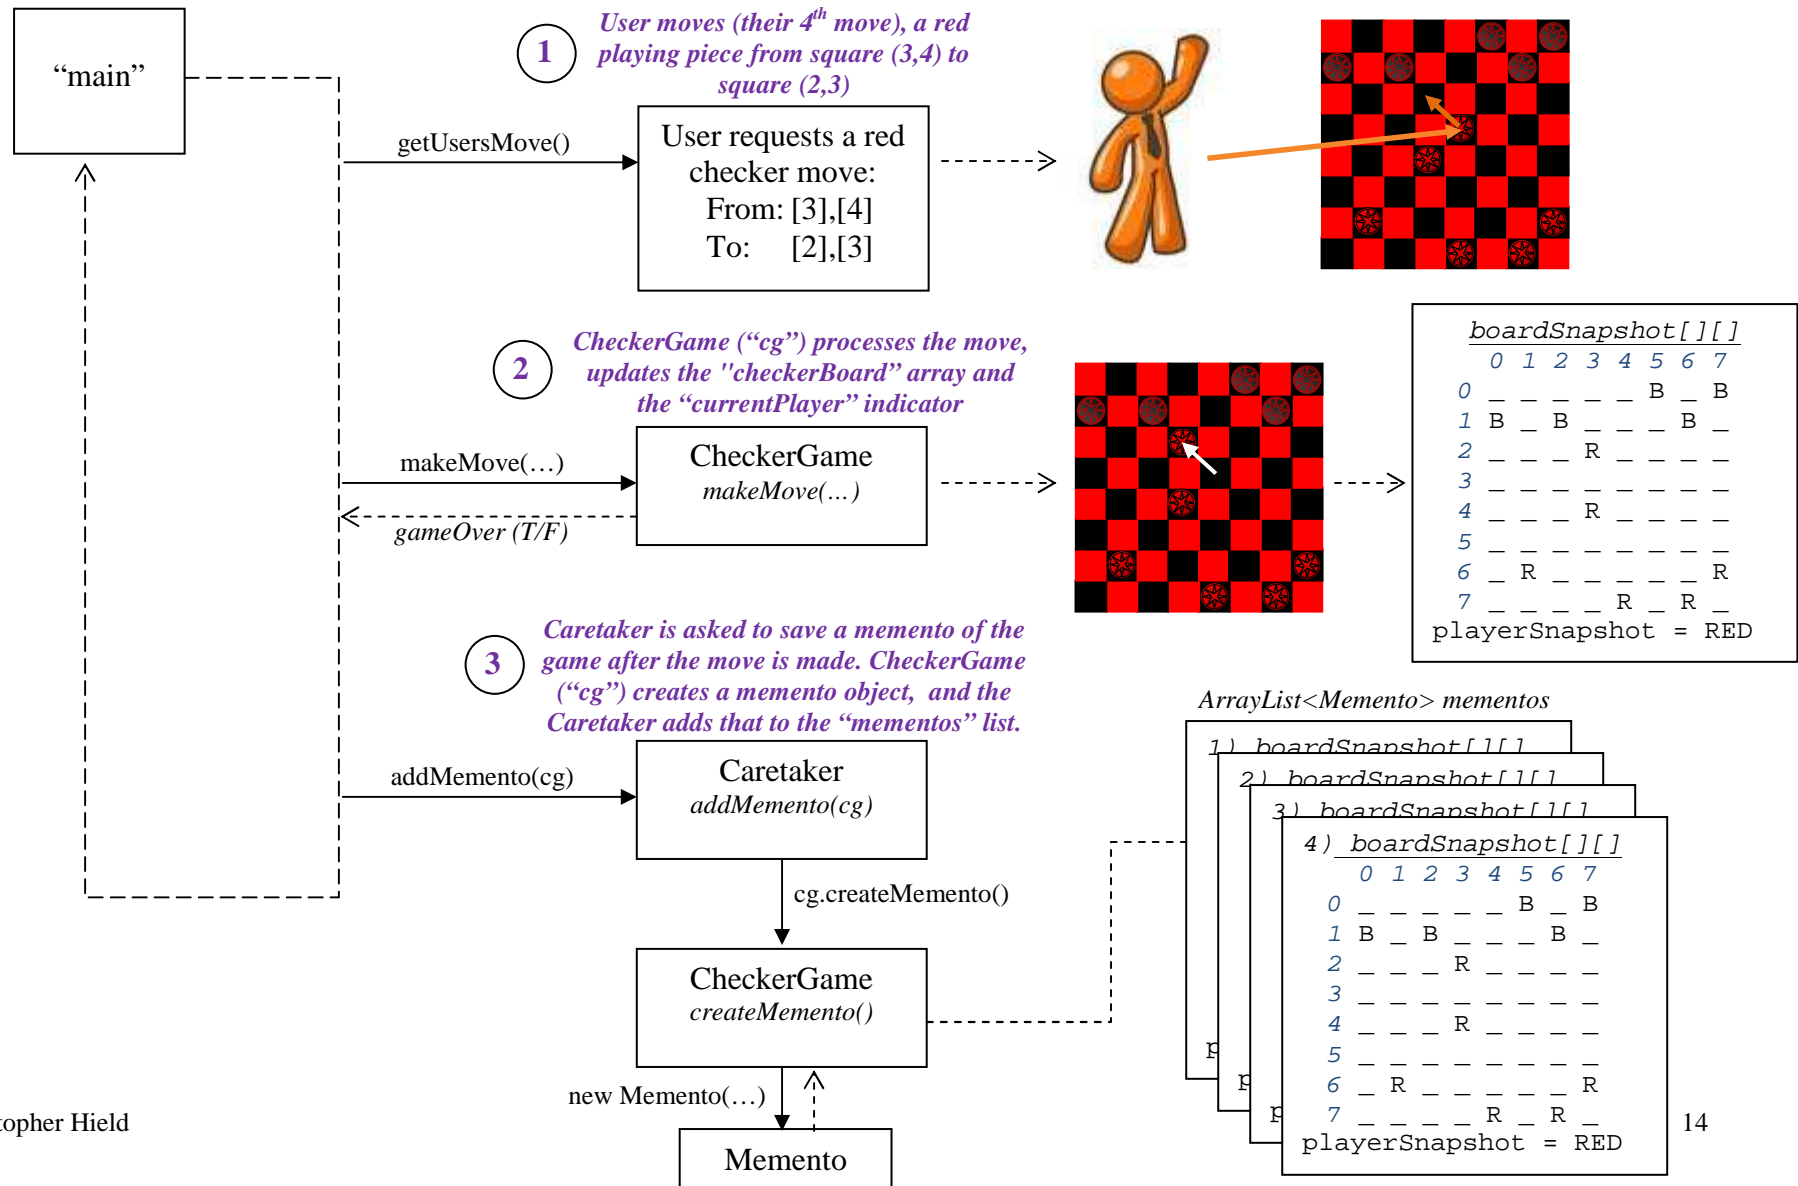 “main”
1
User moves (their 4th move), a red
playing piece from square (3,4) to
square (2,3)
getUsersMove()
User requests a red
checker move:
From: [3],[4]
To: [2],[3]
2
CheckerGame (“cg”) processes the move,
updates the "checkerBoard” array and
the “currentPlayer” indicator
makeMove(…)
CheckerGame
makeMove(…)
gameOver (T/F)
boardSnapshot[][]
0 1 2 3 4 5 6 7
0 _ _ _ _ _ B _ B
1 B _ B _ _ _ B _
2 _ _ _ R _ _ _ _
3 _ _ _ _ _ _ _ _
4 _ _ _ R _ _ _ _
5 _ _ _ _ _ _ _ _
6 _ R _ _ _ _ _ R
7 _ _ _ _ R _ R _
playerSnapshot = RED
3
Caretaker is asked to save a memento of the
game after the move is made. CheckerGame
(“cg”) creates a memento object, and the
Caretaker adds that to the “mementos” list.
addMemento(cg)
Caretaker
addMemento(cg)
cg.createMemento()
CheckerGame
createMemento()
new Memento(…)
Memento
ArrayList<Memento> mementos
1) boardSnapshot[][]
2) boardSnapshot[][]
3) boardSnapshot[][]
4) boardSnapshot[][]
0 1 2 3 4 5 6 7
0 _ _ _ _ _ B _ B
1 B _ B _ _ _ B _
2 _ _ _ R _ _ _ _
3 _ _ _ _ _ _ _ _
4 _ _ _ R _ _ _ _
5 _ _ _ _ _ _ _ _
6 _ R _ _ _ _ _ R
7 _ _ _ _ R _ R _
playerSnapshot = RED
p
p
p
topher Hield
14